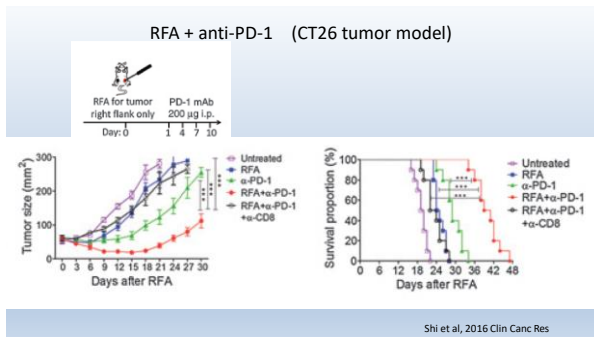 RFA + anti-PD-1 (CT26 tumor model)
RFA for tumor PD-1 mAb
right flank only 200 µg i.p.
Day: 0 1 4 7 10
Tumor size (mm²)
300
200
100
0
0 3 6 9 12 15 18 21 24 27 30
Days after RFA
***
***
***
Untreated
RFA
α-PD-1
RFA+α-PD-1
RFA+α-PD-1
+α-CD8
Survival proportion (%)
100
80
60
40
20
0
0 6 12 18 24 30 36 42 48
Days after RFA
***
***
***
Untreated
RFA
α-PD-1
RFA+α-PD-1
RFA+α-PD-1
+α-CD8
Shi et al, 2016 Clin Canc Res